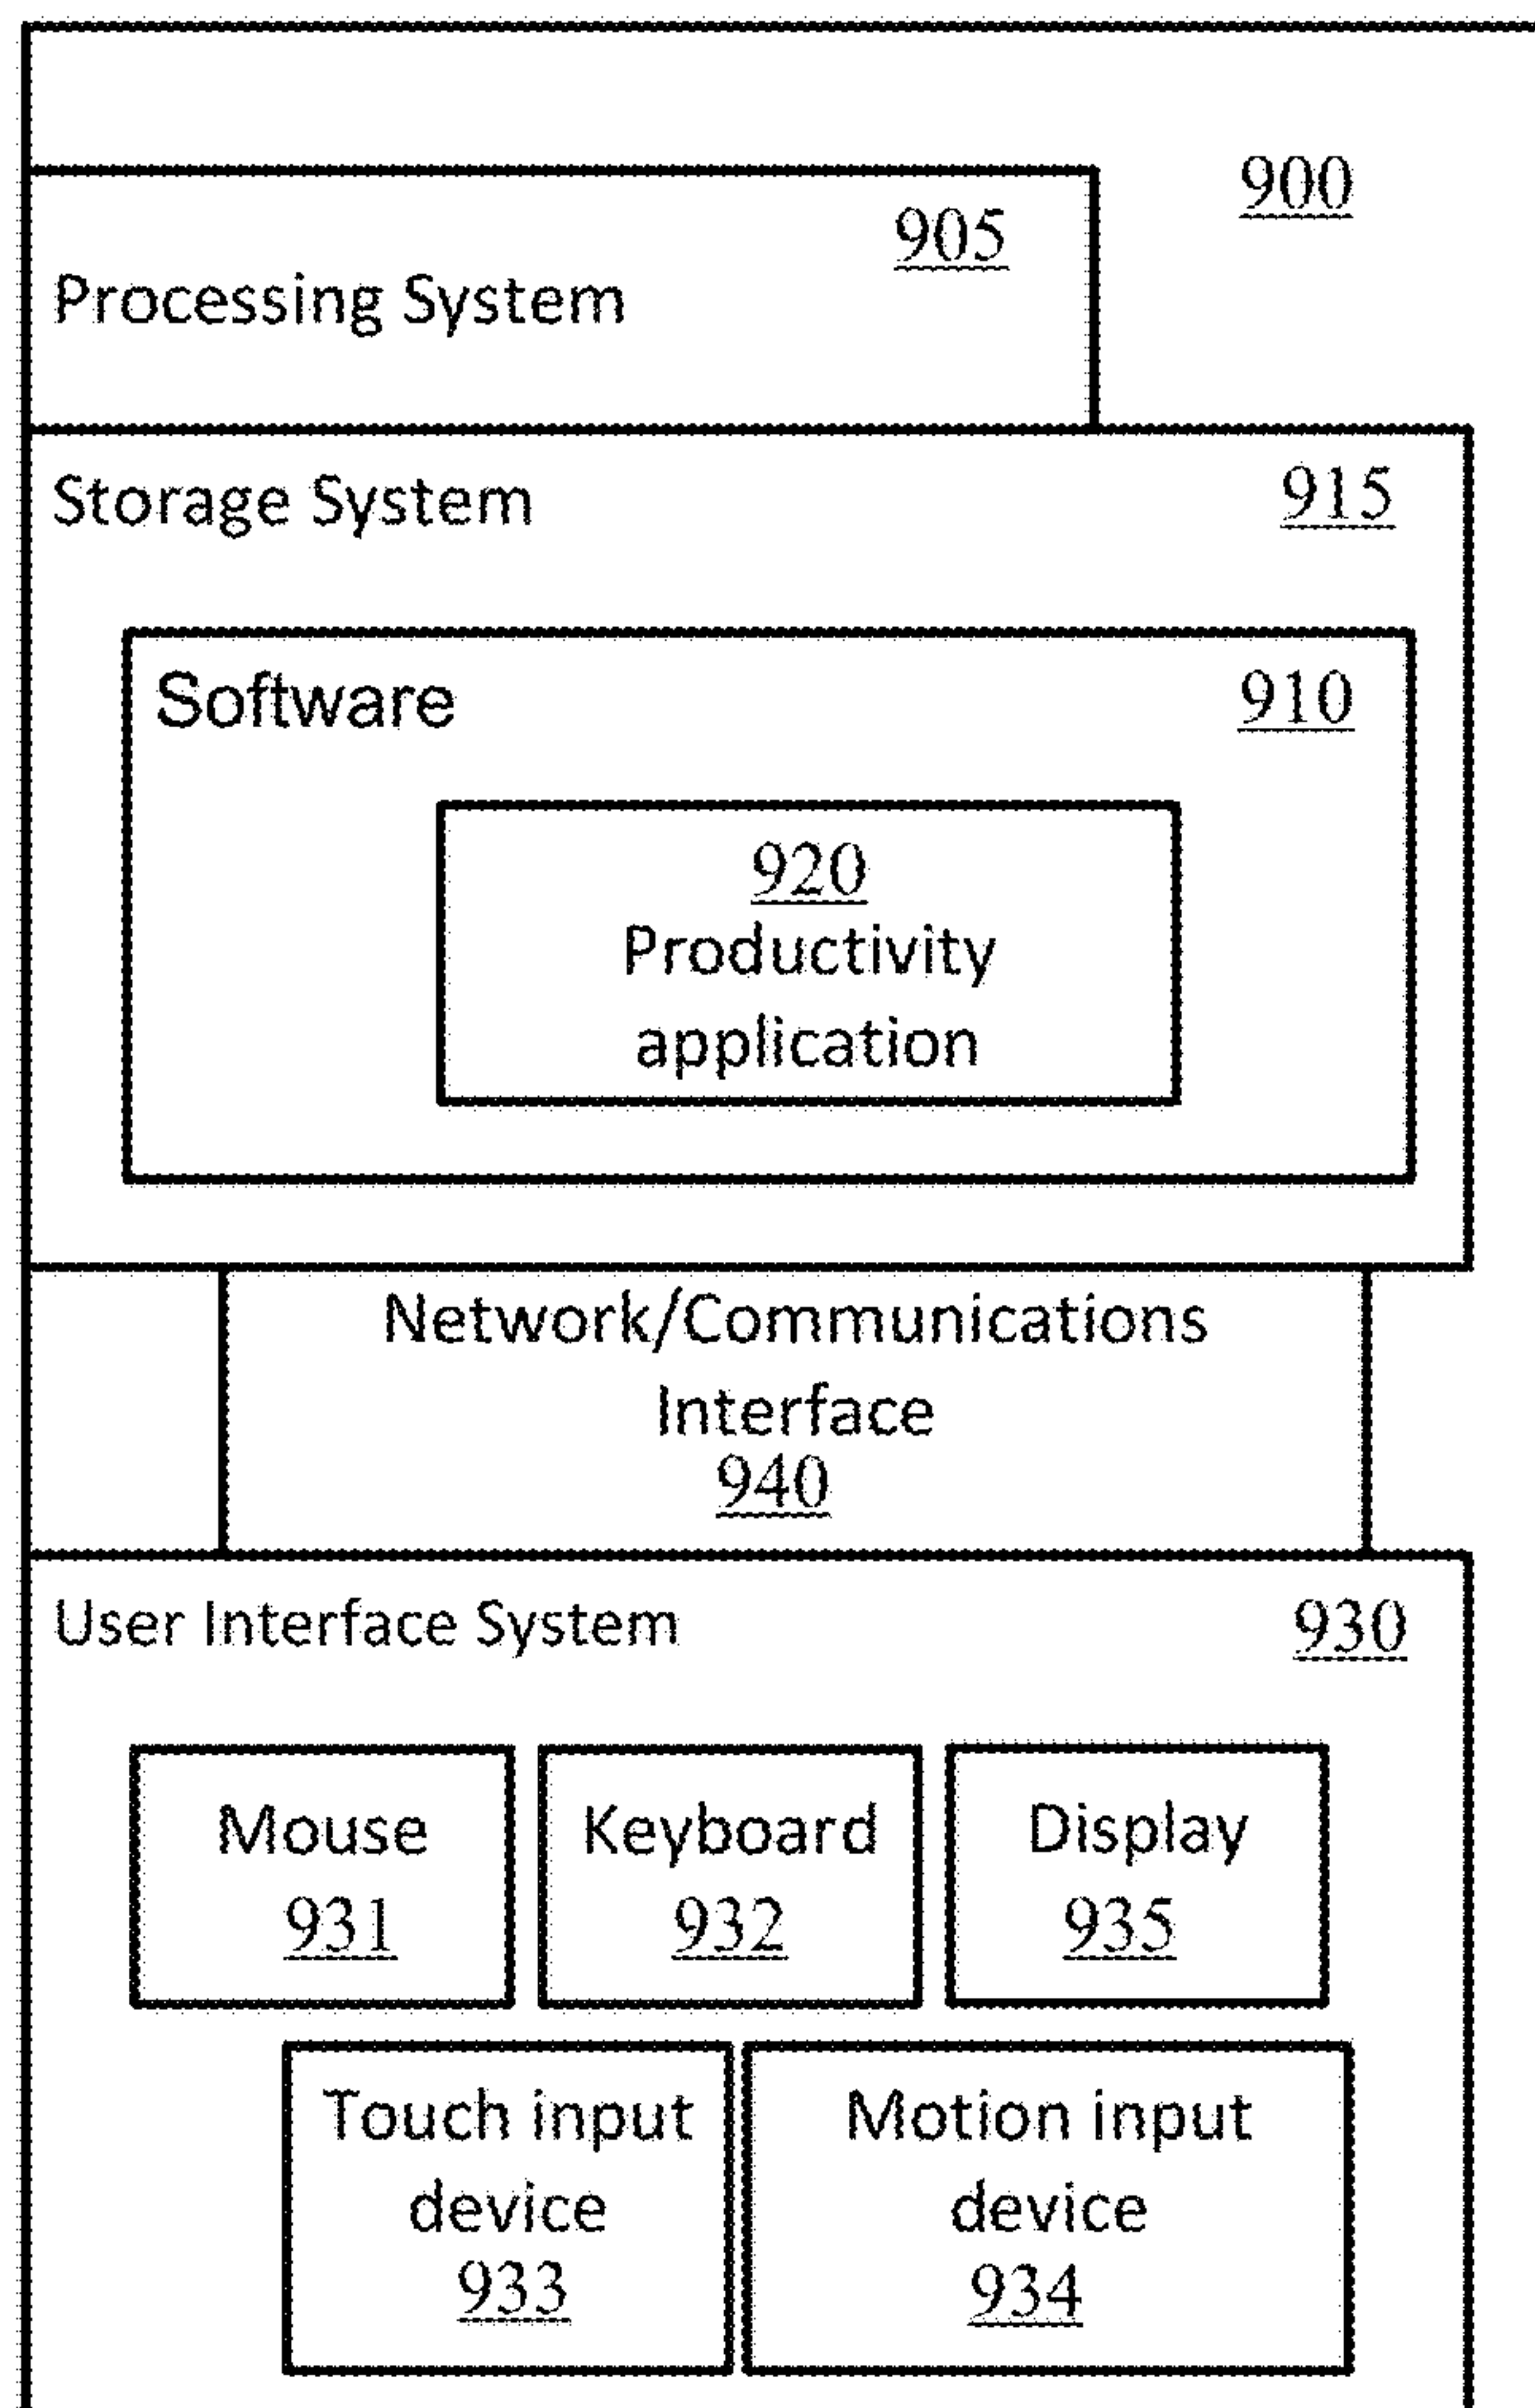 900
905
Processing System
Storage System
915
Software
910
920
Productivity
application
Network/Communications
Interface
940
User Interface System
930
Mouse
931
Keyboard
932
Display
935
Touch input
device
933
Motion input
device
934